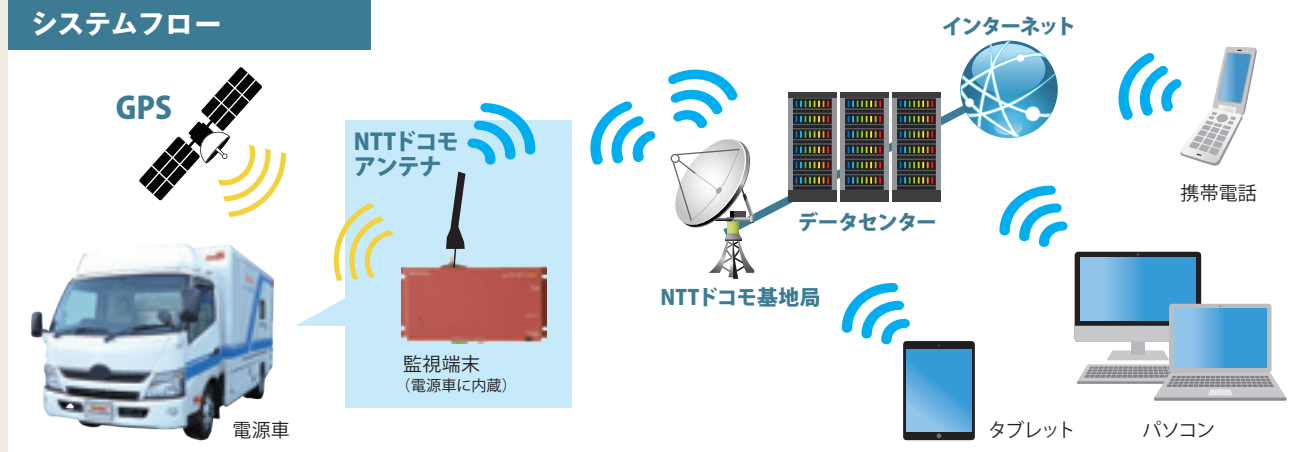 システムフロー
GPS
NTTドコモ
アンテナ
監視端末
（電源車に内蔵）
電源車
NTTドコモ基地局
データセンター
インターネット
携帯電話
タブレット
パソコン